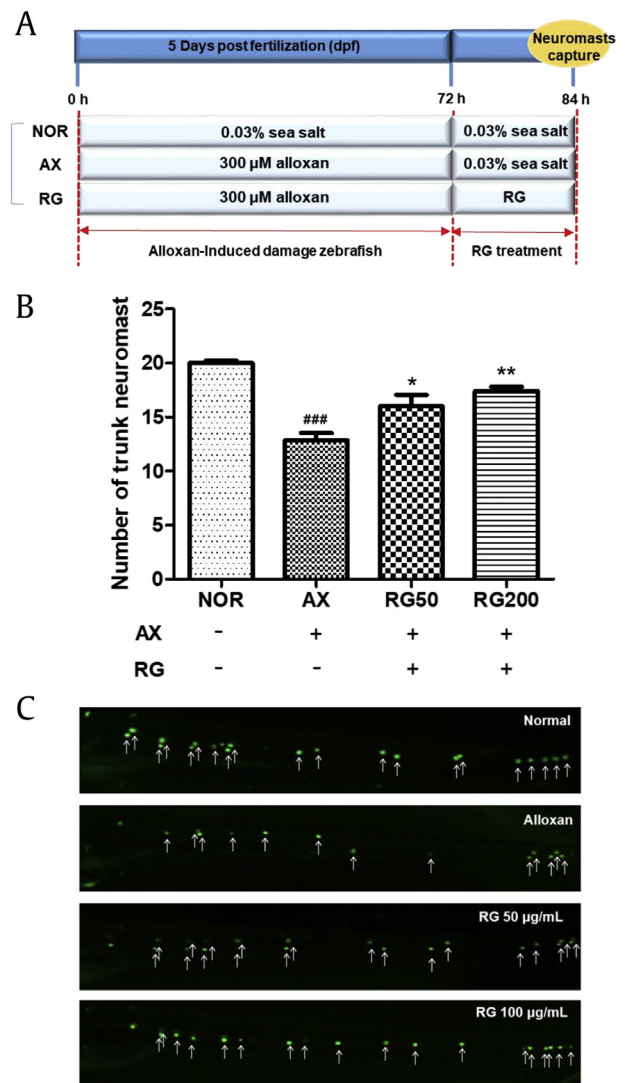 A
5 Days post fertilization (dpf)
Neuromasts
capture
0 h
72 h
84 h
NOR
0.03% sea salt
0.03% sea salt
AX
300 µM alloxan
0.03% sea salt
RG
300 µM alloxan
RG
Alloxan-Induced damage zebrafish
RG treatment
B
Number of trunk neuromast
25
20
15
10
5
0
###
*
**
NOR
AX
RG50
RG200
AX
-
+
+
+
RG
-
-
+
+
C
Normal
Alloxan
RG 50 µg/mL
RG 100 µg/mL